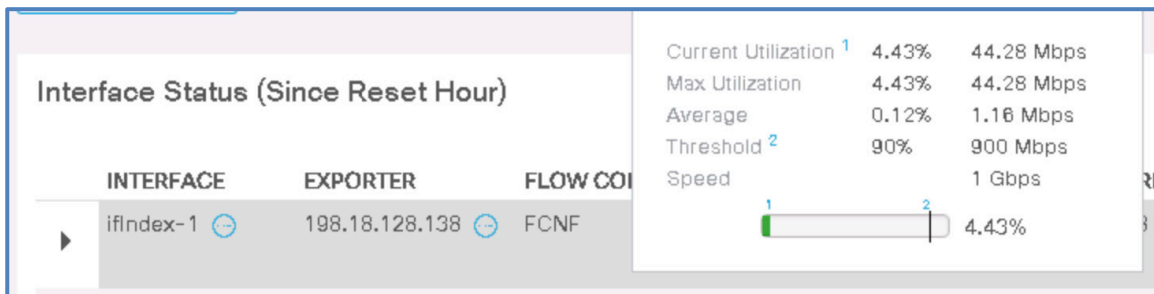 Interface Status (Since Reset Hour)
INTERFACE EXPORTER FLOW COL
ifIndex-1 198.18.128.138 FCNF
Current Utilization 1 4.43% 44.28 Mbps
Max Utilization 4.43% 44.28 Mbps
Average 0.12% 1.16 Mbps
Threshold 2 90% 900 Mbps
Speed 1 Gbps
1 2
4.43%